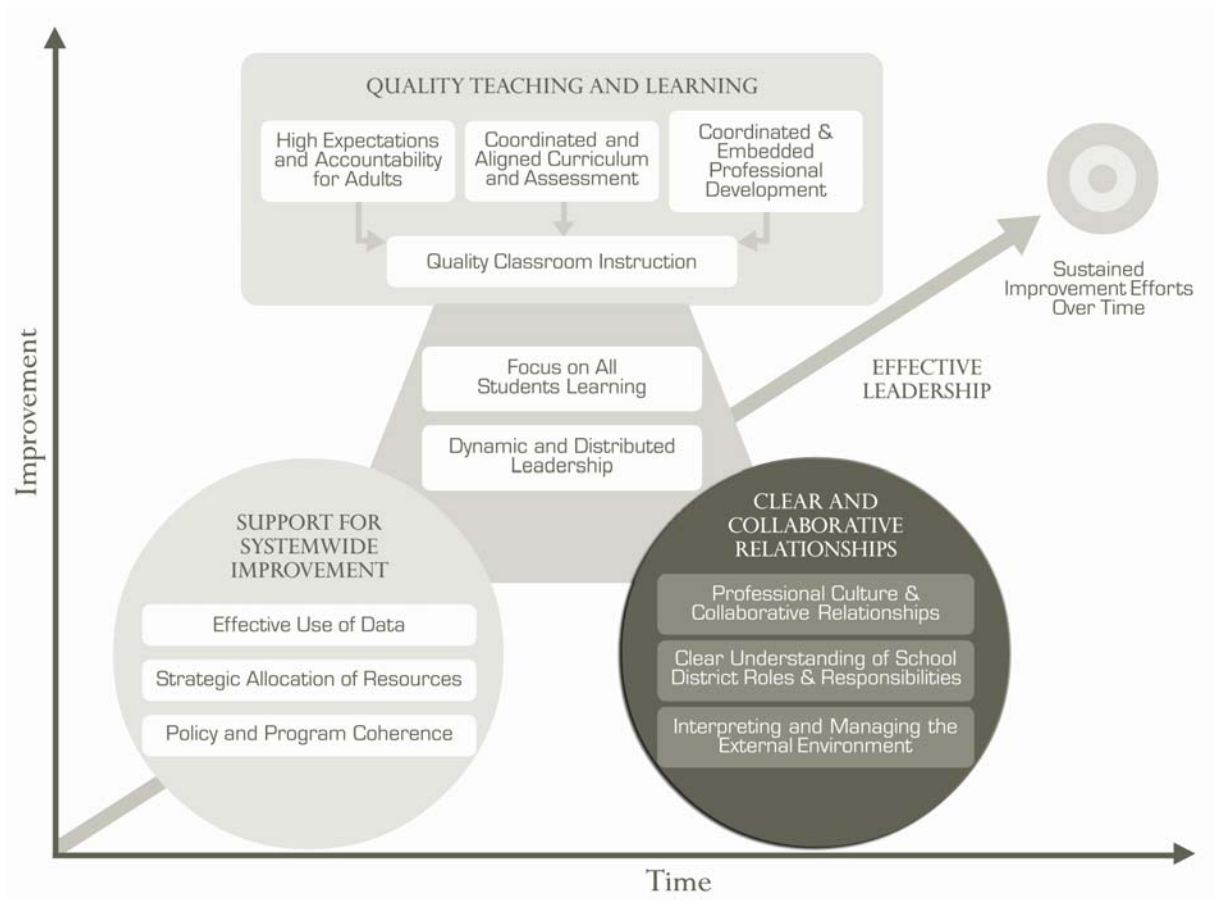 QUALITY TEACHING AND LEARNING
High Expectations
and Accountability
for Adults
Coordinated and
Aligned Curriculum
and Assessment
Coordinated &
Embedded
Professional
Development
Quality Classroom Instruction
Sustained
Improvement Efforts
Over Time
Focus on All
Students Learning
EFFECTIVE
LEADERSHIP
Dynamic and Distributed
Leadership
Improvement
SUPPORT FOR
SYSTEMWIDE
IMPROVEMENT
Effective Use of Data
Strategic Allocation of Resources
Policy and Program Coherence
CLEAR AND
COLLABORATIVE
RELATIONSHIPS
Professional Culture &
Collaborative Relationships
Clear Understanding of School
District Roles & Responsibilities
Interpreting and Managing the
External Environment
Time